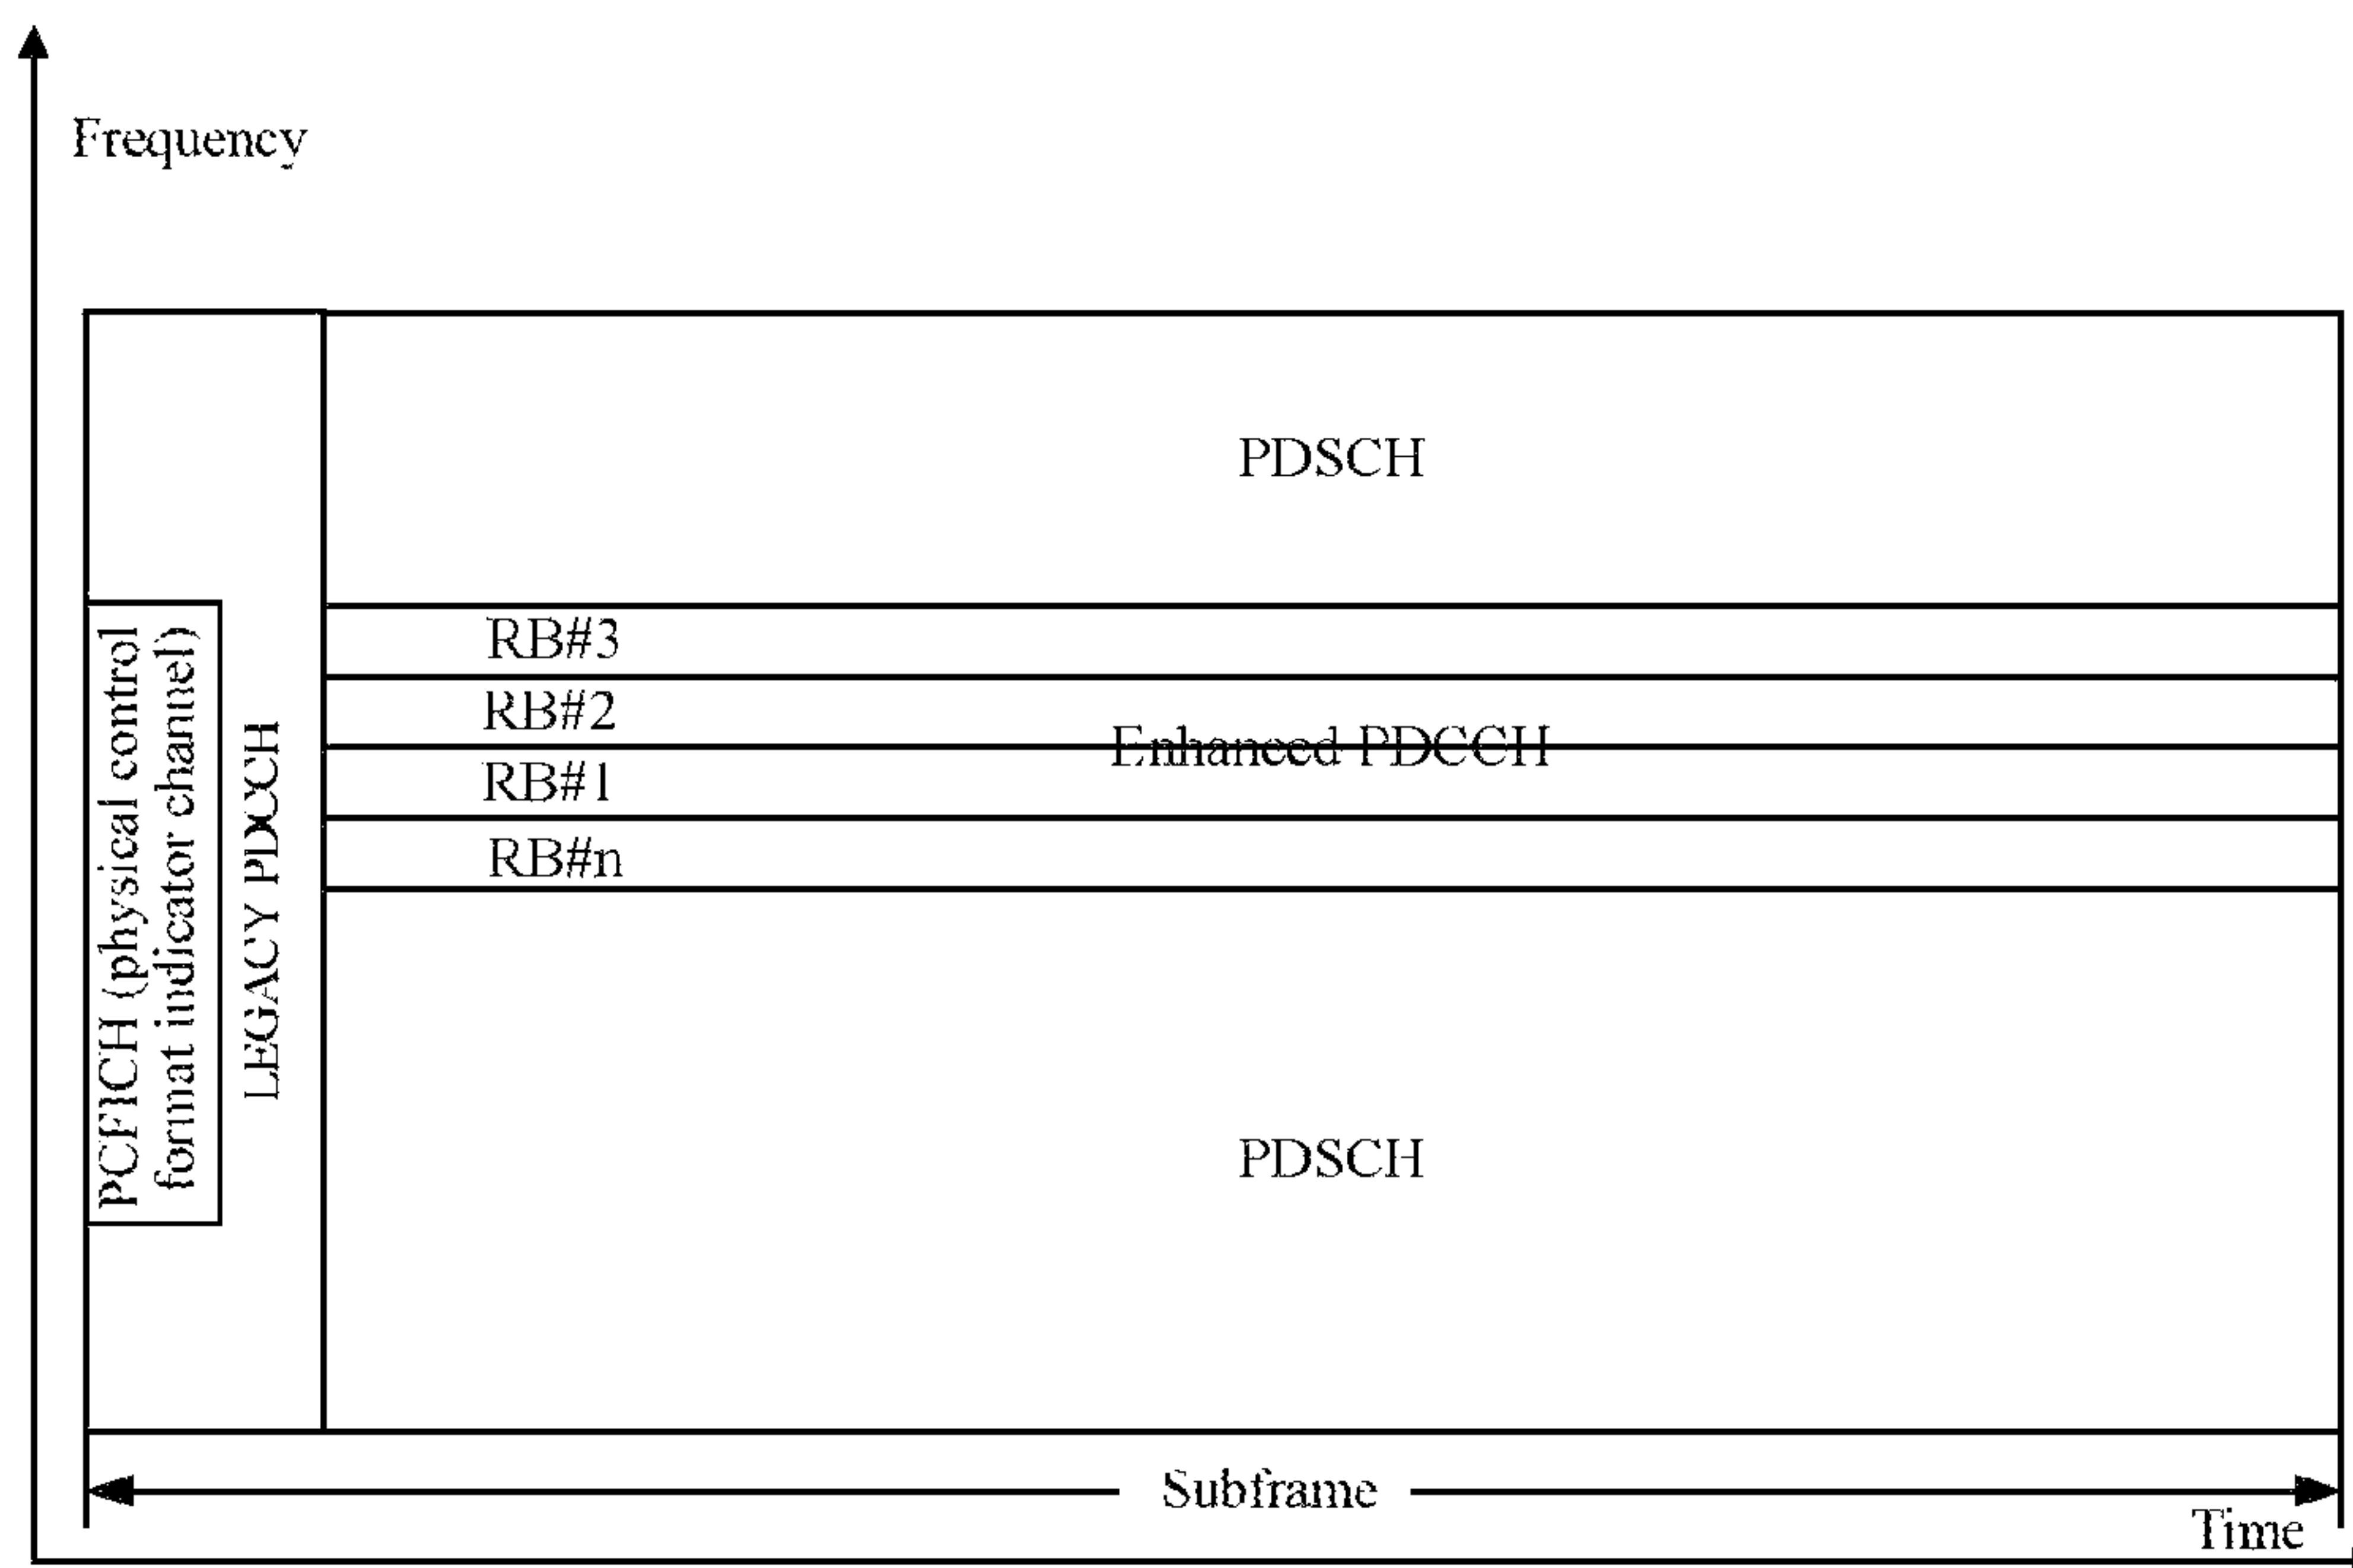 Frequency
PDSCH
RB#3
RB#2
Enhanced PDCCH
RB#1
RB#n
PCFICH (physical control
format indicator channel)
LEGACY PDCCH
PDSCH
Subframe
Time